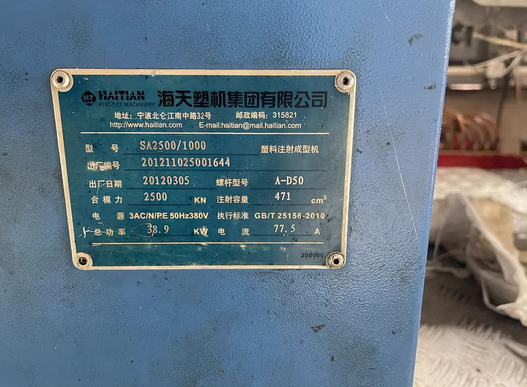 HAITIAN
PLASTICS MACHINERY
海天塑机集团有限公司
地址:宁波北仑江南中路32号 邮政编码:315821
http://www.haitian.com E-mail:haitian@mail.haitian.com
型 号 SA2500/1000 塑料注射成型机
出厂编号 201211025001644
出厂日期 20120305 螺杆型号 A-D50
合模力 2500 KN 注射容量 471 cm³
电 源 3AC/N/PE 50Hz380V 执行标准 GB/T 25156-2010
总功率 38.9 KW 电 流 77.5 A